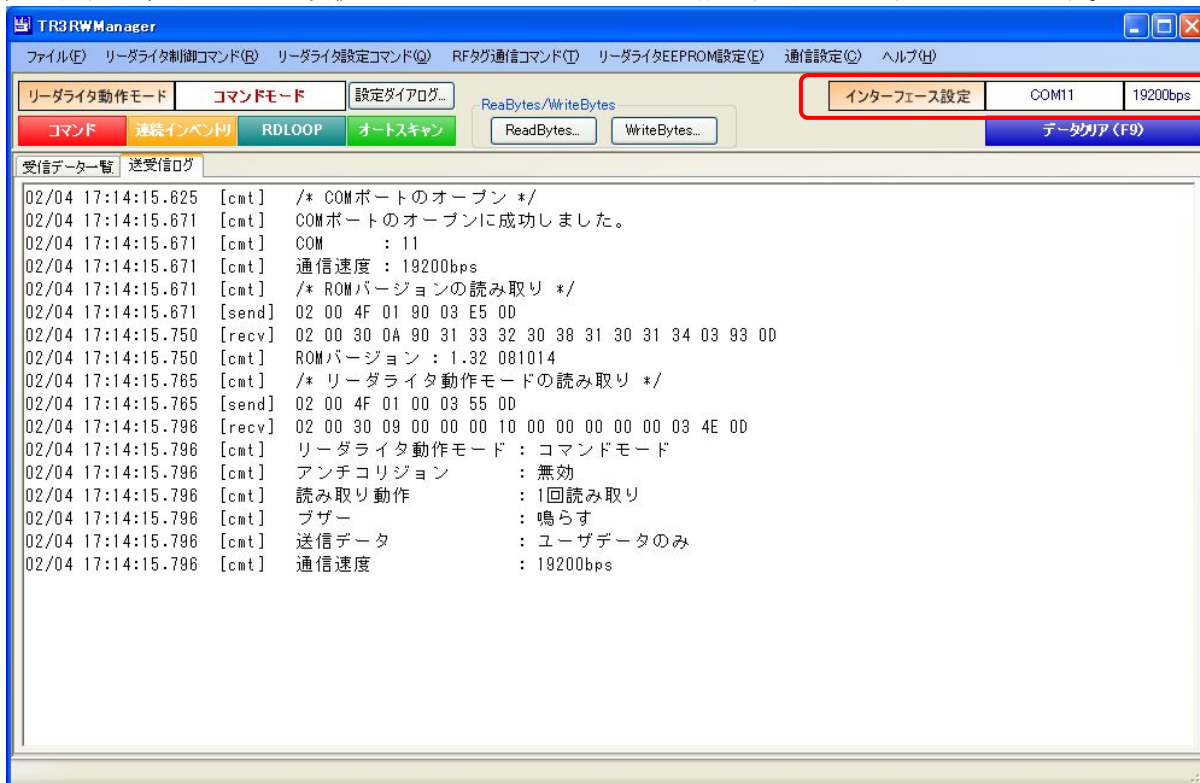 TR3RWManager
ファイル(F) リーダライタ制御コマンド(R) リーダライタ設定コマンド(Q) RFタグ通信コマンド(T) リーダライタEEPROM設定(E) 通信設定(C) ヘルプ(H)
リーダライタ動作モード コマンドモード 設定ダイアログ... ReaBytes/WriteBytes インターフェース設定 COM11 19200bps
コマンド 連続インベントリ RDLOOP オートスキャン ReadBytes... WriteBytes... データクリア(F9)
受信データ一覧 送受信ログ
02/04 17:14:15.625 [cmt] /* COMポートのオープン */
02/04 17:14:15.671 [cmt] COMポートのオープンに成功しました。
02/04 17:14:15.671 [cmt] COM : 11
02/04 17:14:15.671 [cmt] 通信速度 : 19200bps
02/04 17:14:15.671 [cmt] /* ROMバージョンの読み取り */
02/04 17:14:15.671 [send] 02 00 4F 01 90 03 E5 0D
02/04 17:14:15.750 [recv] 02 00 30 0A 90 31 33 32 30 38 31 30 31 34 03 93 0D
02/04 17:14:15.750 [cmt] ROMバージョン : 1.32 081014
02/04 17:14:15.765 [cmt] /* リーダライタ動作モードの読み取り */
02/04 17:14:15.765 [send] 02 00 4F 01 00 03 55 0D
02/04 17:14:15.796 [recv] 02 00 30 09 00 00 00 10 00 00 00 00 00 03 4E 0D
02/04 17:14:15.796 [cmt] リーダライタ動作モード : コマンドモード
02/04 17:14:15.796 [cmt] アンチコリジョン : 無効
02/04 17:14:15.796 [cmt] 読み取り動作 : 1回読み取り
02/04 17:14:15.796 [cmt] ブザー : 鳴らす
02/04 17:14:15.796 [cmt] 送信データ : ユーザデータのみ
02/04 17:14:15.796 [cmt] 通信速度 : 19200bps